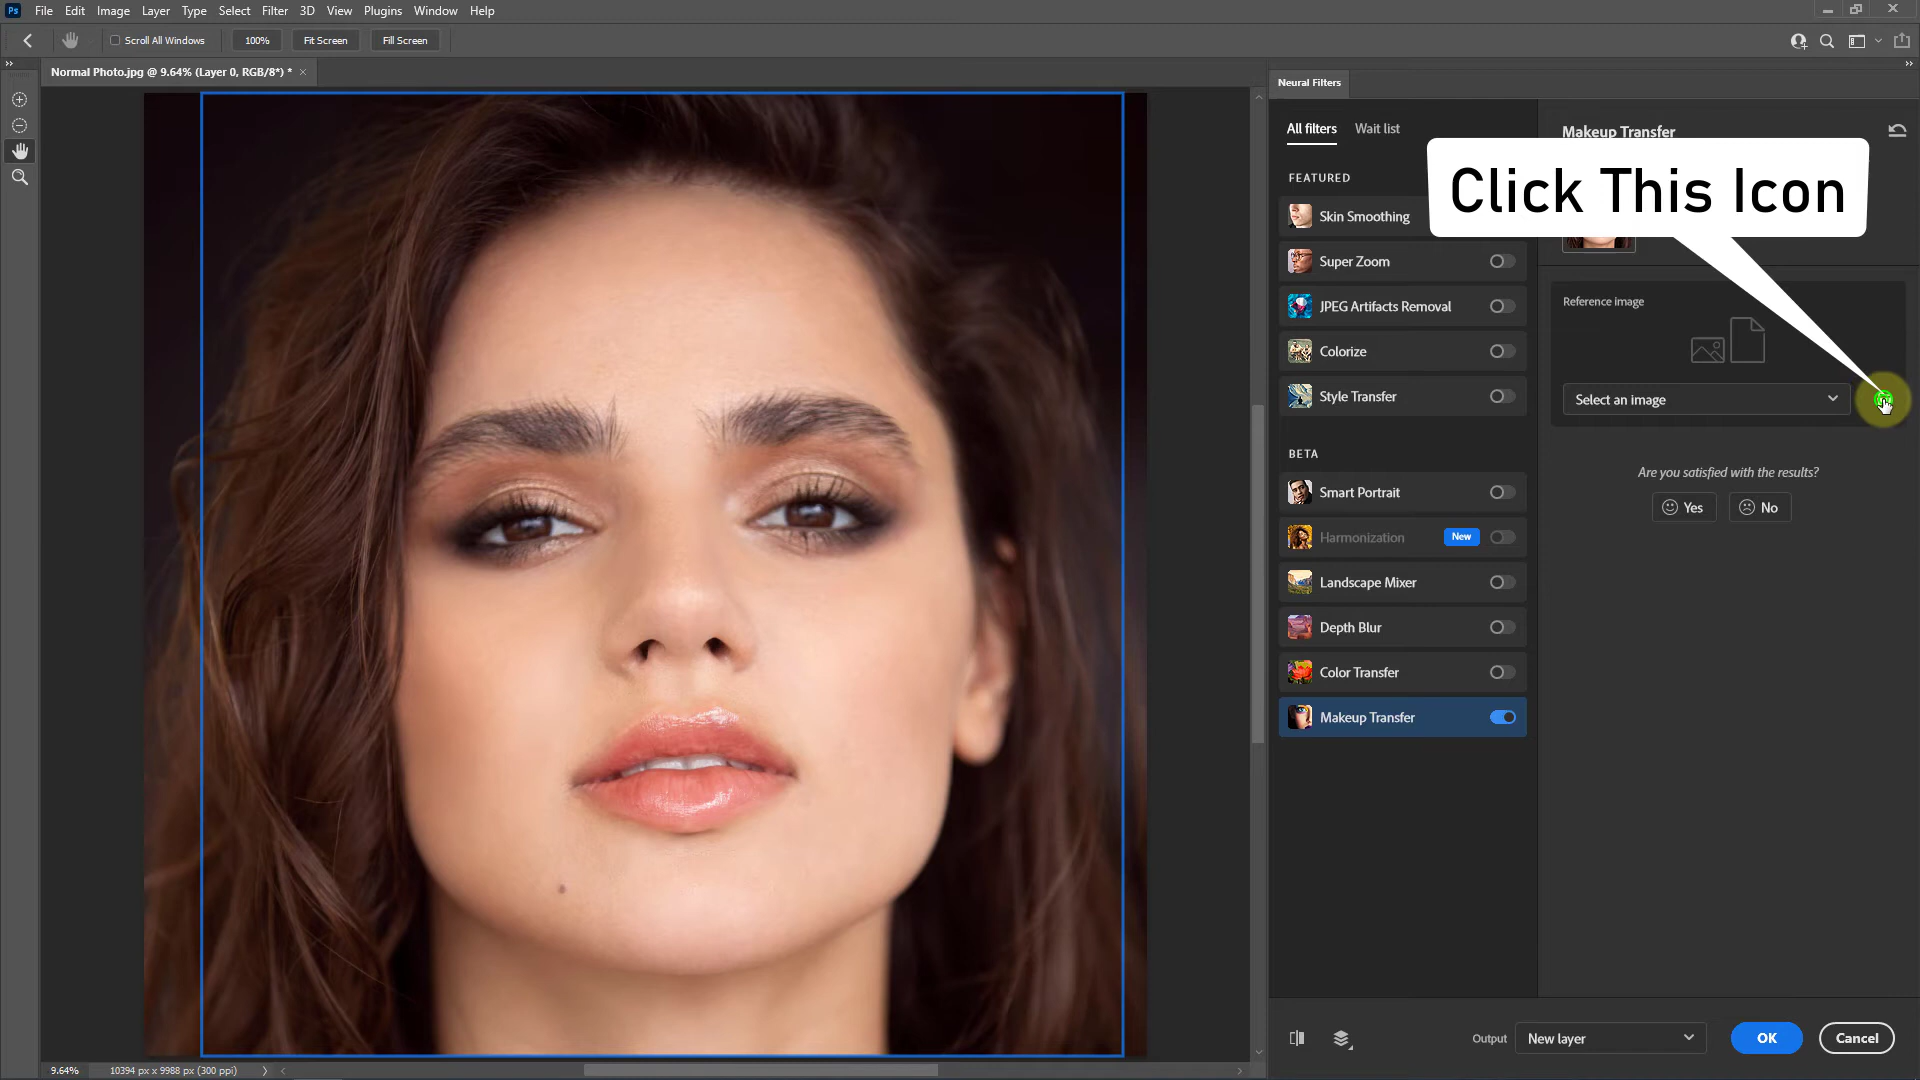 Ps File Edit Image Layer Type Select Filter 3D View Plugins Window Help
Scroll All Windows 100% Fit Screen Fill Screen
Normal Photo.jpg @ 9.64% (Layer 0, RGB/8*) * ×
Neural Filters
All filters Wait list
Makeup Transfer
Click This Icon
FEATURED
Skin Smoothing
Super Zoom
JPEG Artifacts Removal
Colorize
Style Transfer
BETA
Smart Portrait
Harmonization New
Landscape Mixer
Depth Blur
Color Transfer
Makeup Transfer
Reference image
Select an image
Are you satisfied with the results?
Yes No
Output New layer OK Cancel
9.64% 10394 px x 9988 px (300 ppi)